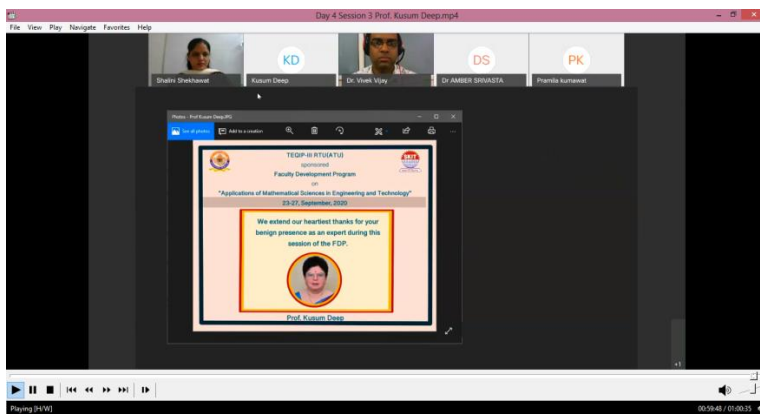 Day 4 Session 3 Prof. Kusum Deep.mp4
File View Play Navigate Favorites Help
KD
DS
PK
Shalini Shekhawat
Kusum Deep
Dr. Vivek Vijay
Dr AMBER SRIVASTA
Pramila kumawat
Photos - Prof Kusum Deep.JPG
See all photos
Add to a creation
TEQIP-III RTU(ATU)
sponsored
Faculty Development Program
on
"Applications of Mathematical Sciences in Engineering and Technology"
23-27, September, 2020
SKIT
We extend our heartiest thanks for your
benign presence as an expert during this
session of the FDP.
Prof. Kusum Deep
+1
Playing [H/W]
00:59:48 / 01:00:35